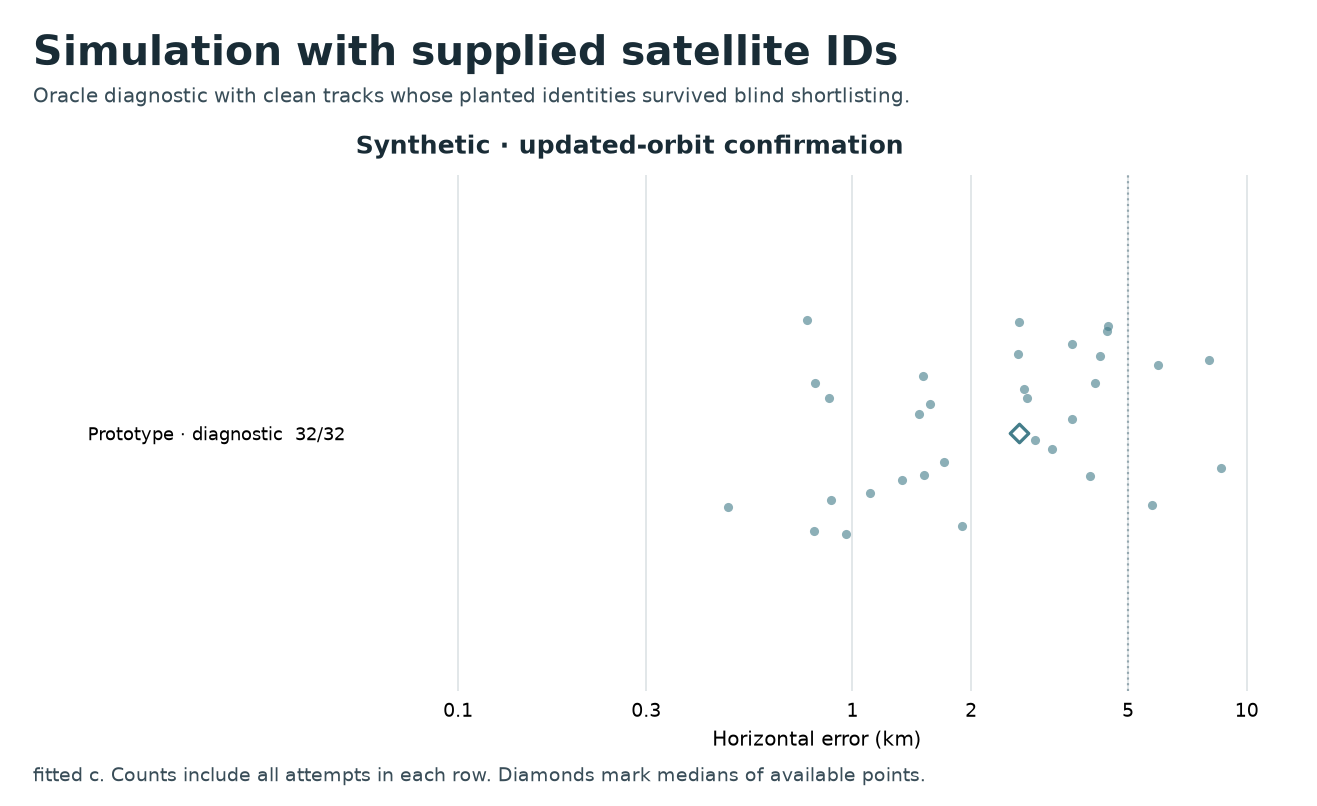 Simulation with supplied satellite IDs
Oracle diagnostic with clean tracks whose planted identities survived blind shortlisting.
Synthetic · updated-orbit confirmation
Prototype · diagnostic 32/32
0.1 0.3 1 2 5 10
Horizontal error (km)
fitted c. Counts include all attempts in each row. Diamonds mark medians of available points.